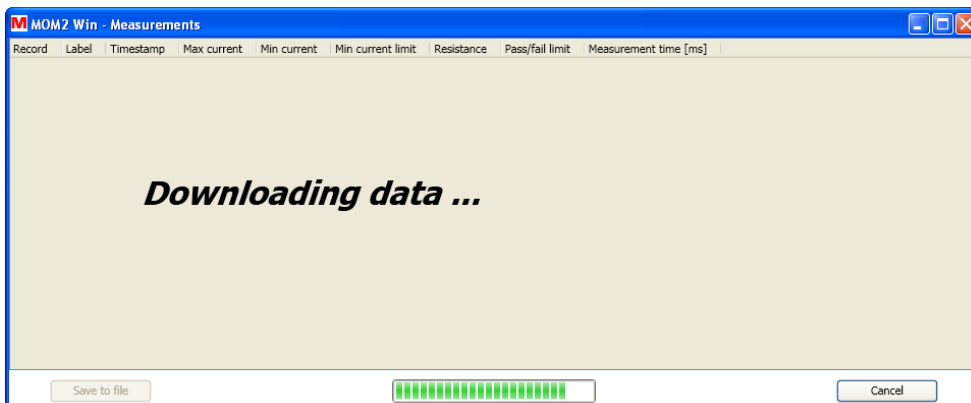 M MOM2 Win - Measurements
Record Label Timestamp Max current Min current Min current limit Resistance Pass/fail limit Measurement time [ms]
Downloading data ...
Save to file Cancel